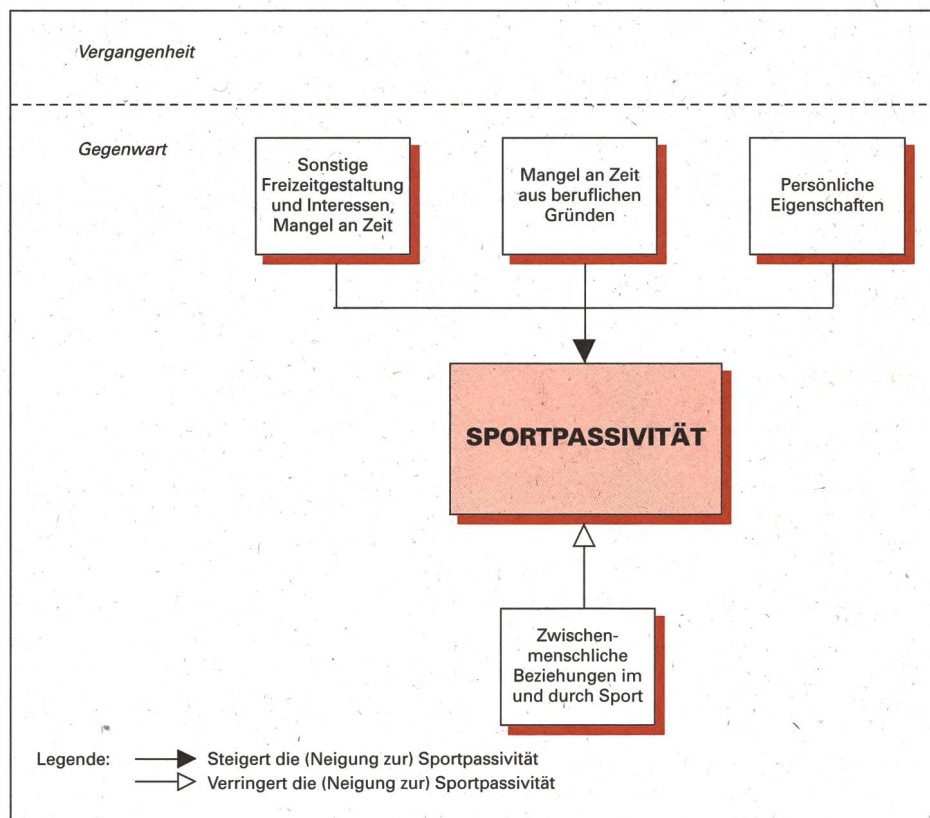 Vergangenheit
Gegenwart
Sonstige
Freizeitgestaltung
und Interessen,
Mangel an Zeit
Mangel an Zeit
aus beruflichen
Gründen
Persönliche
Eigenschaften
SPORTPASSIVITÄT
Zwischen-
menschliche
Beziehungen im
und durch Sport
Legende:
Steigert die (Neigung zur) Sportpassivität
Verringert die (Neigung zur) Sportpassivität